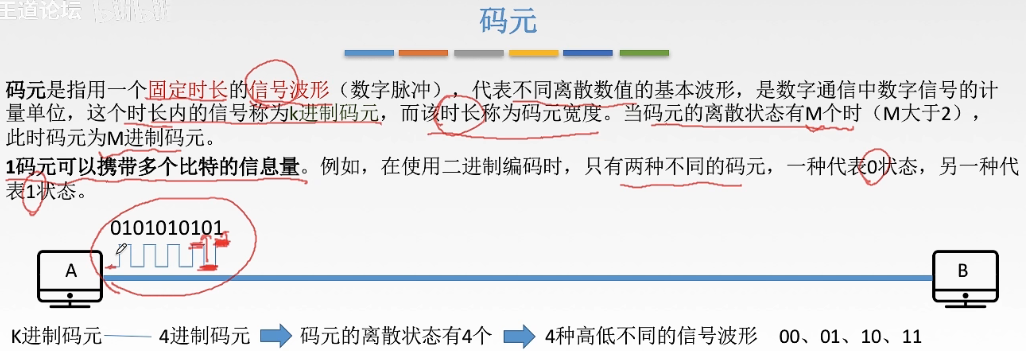 王道论坛
码元
码元是指用一个固定时长的信号波形（数字脉冲），代表不同离散数值的基本波形，是数字通信中数字信号的计
量单位，这个时长内的信号称为k进制码元，而该时长称为码元宽度。当码元的离散状态有M个时（M大于2），
此时码元为M进制码元。
1码元可以携带多个比特的信息量。例如，在使用二进制编码时，只有两种不同的码元，一种代表0状态，另一种代
表1状态。
0101010101
A B
K进制码元 4进制码元 码元的离散状态有4个 4种高低不同的信号波形 00、01、10、11